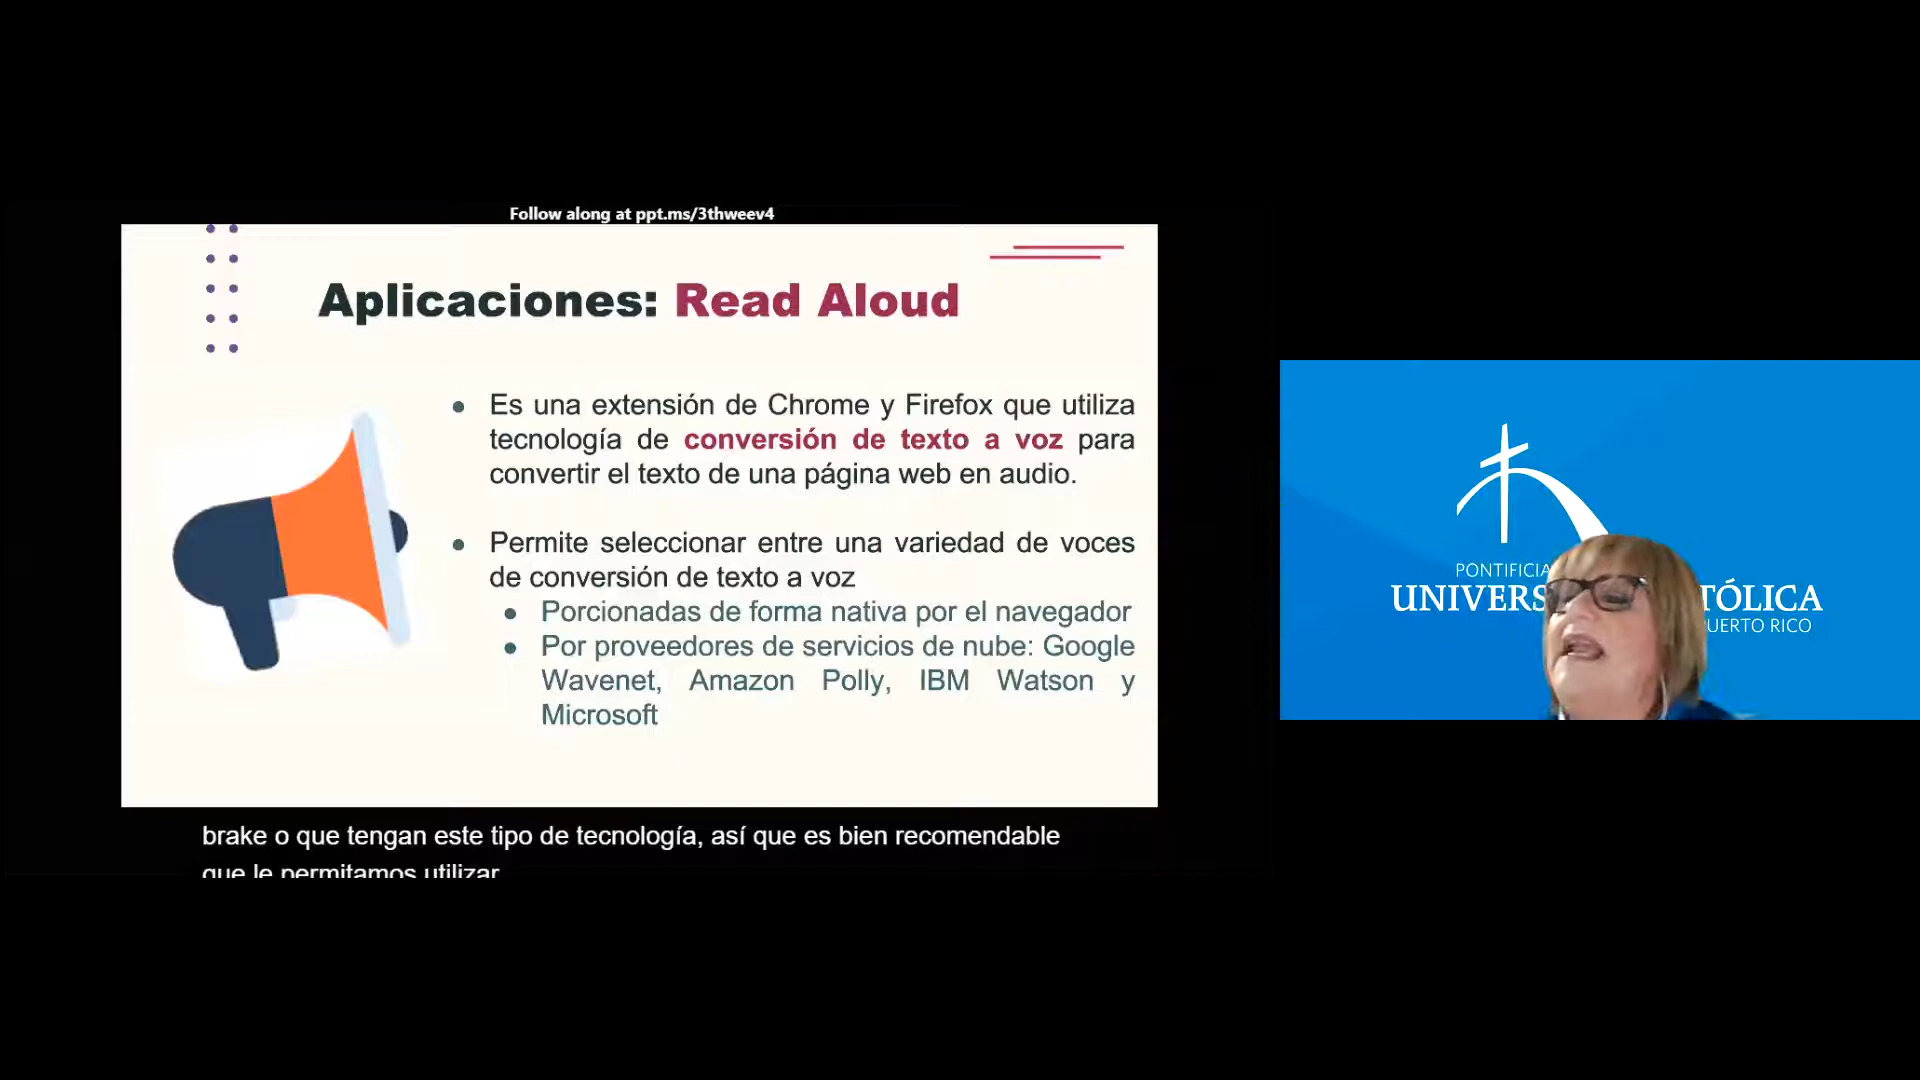 Follow along at ppt.ms/3thweev4
Aplicaciones: Read Aloud
Es una extensión de Chrome y Firefox que utiliza
tecnología de conversión de texto a voz para
convertir el texto de una página web en audio.
Permite seleccionar entre una variedad de voces
de conversión de texto a voz
Porcionadas de forma nativa por el navegador
Por proveedores de servicios de nube: Google
Wavenet, Amazon Polly, IBM Watson y
Microsoft
brake o que tengan este tipo de tecnología, así que es bien recomendable
que le permitamos utilizar
PONTIFICIA
UNIVERS TÓLICA
UERTO RICO